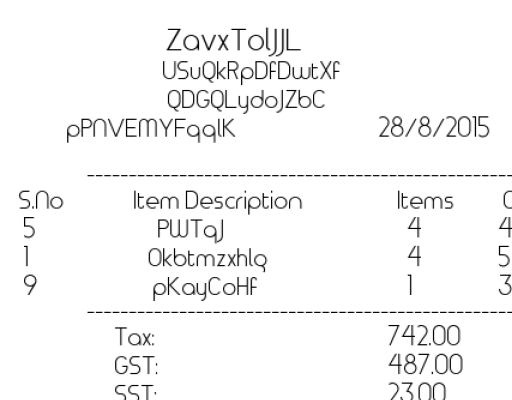 ZavxTolJJL
USuQkRpDfDwtXf
QDGQLydoJZbC
pPNVEMYFqqlK 28/8/2015
S.No Item Description Items
5 PWTqJ 4 4
1 Okbtmzxhlq 4 5
9 pKayCoHf 1 3
Tax: 742.00
GST: 487.00
SST: 23.00